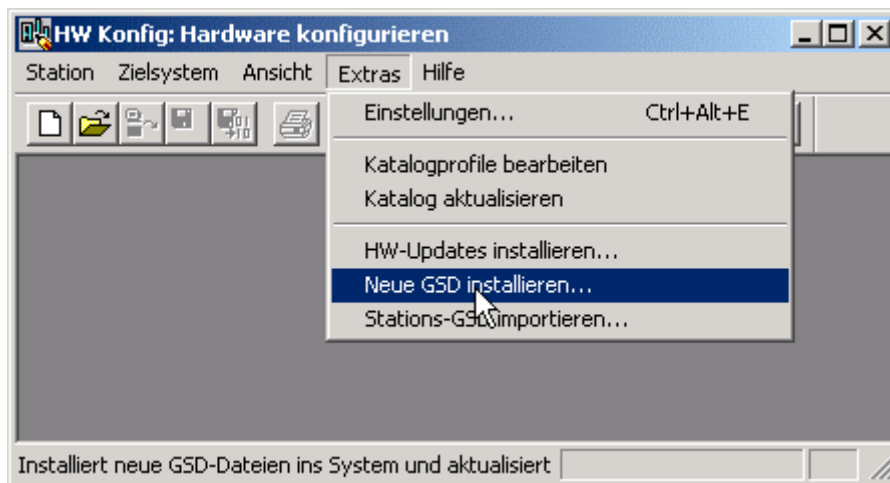 HW Konfig: Hardware konfigurieren
Station Zielsystem Ansicht Extras Hilfe
Einstellungen... Ctrl+Alt+E
Katalogprofile bearbeiten
Katalog aktualisieren
HW-Updates installieren...
Neue GSD installieren...
Stations-GSD importieren...
Installiert neue GSD-Dateien ins System und aktualisiert